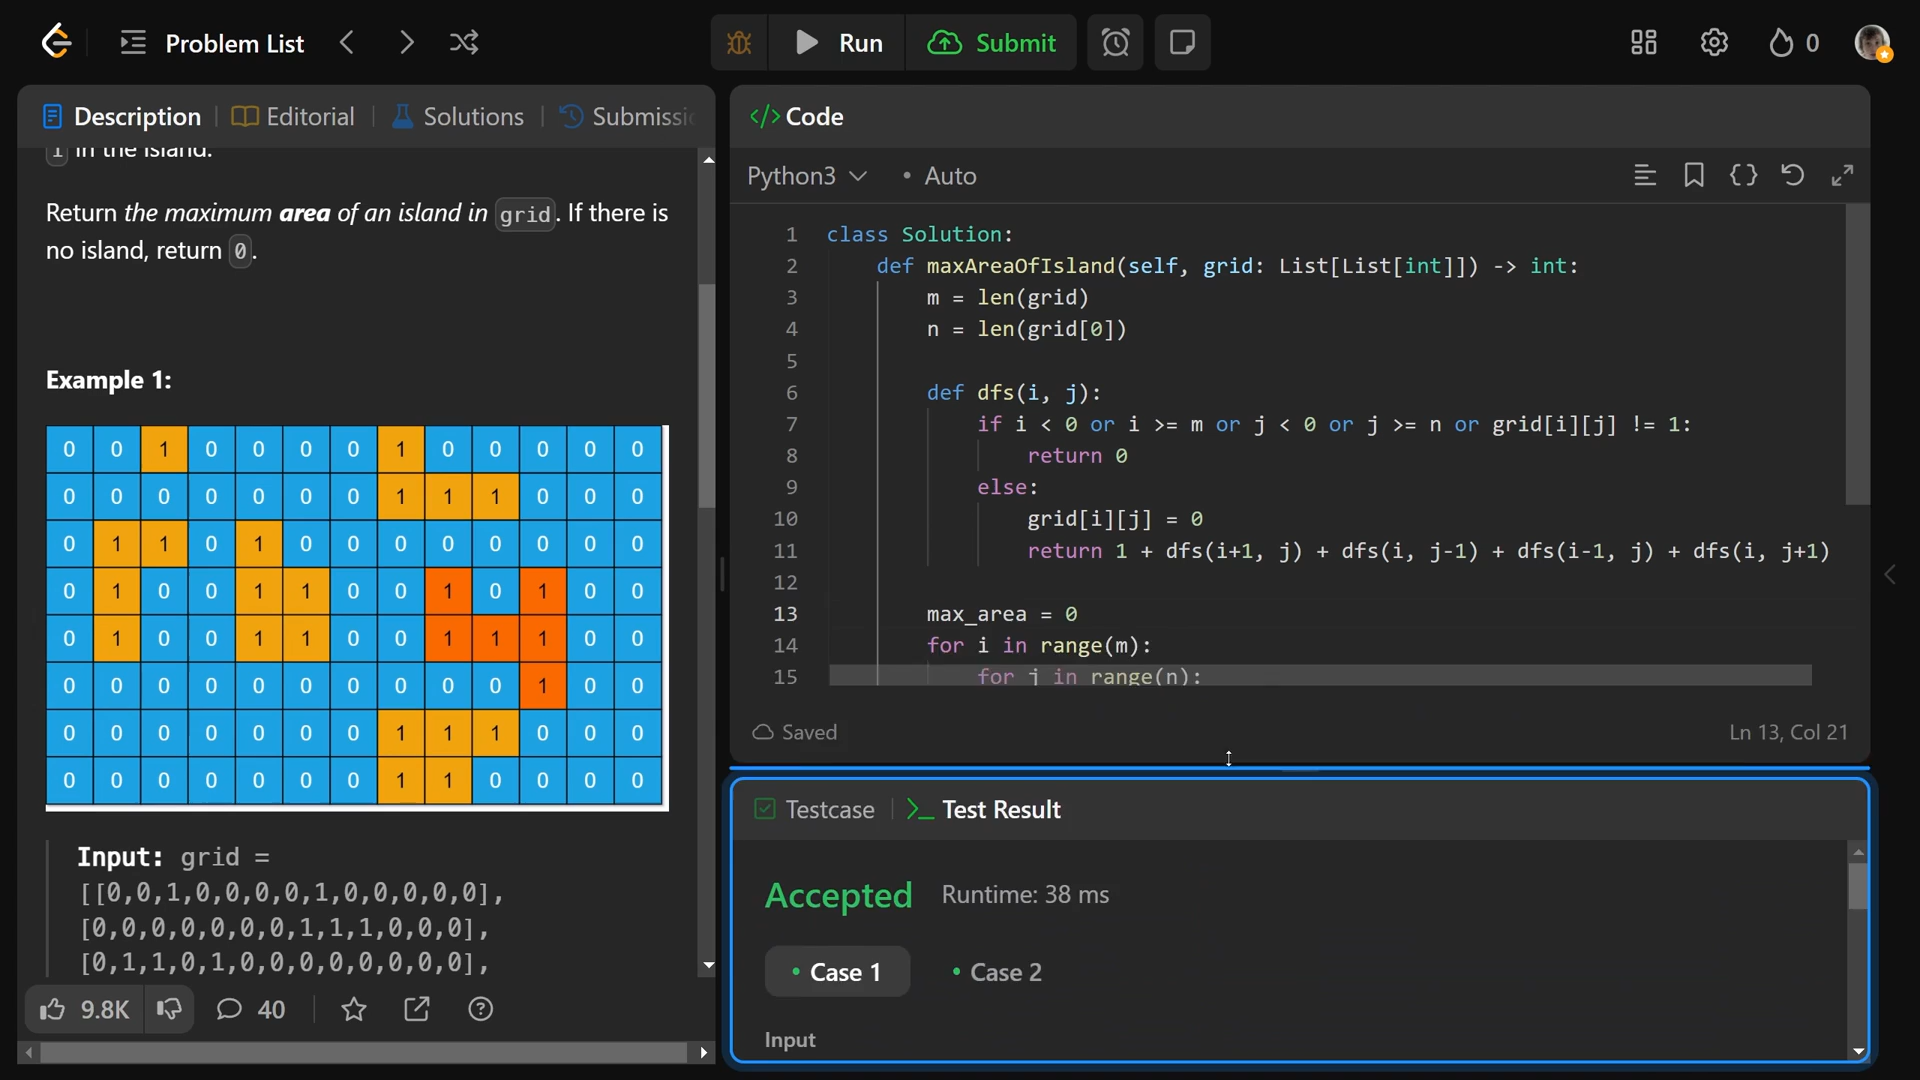 Problem List
Run
Submit
0
Description
Editorial
Solutions
Submissi
1 in the island.
Return the maximum area of an island in grid. If there is
no island, return 0.
Example 1:
0 0 1 0 0 0 0 1 0 0 0 0 0
0 0 0 0 0 0 0 1 1 1 0 0 0
0 1 1 0 1 0 0 0 0 0 0 0 0
0 1 0 0 1 1 0 0 1 0 1 0 0
0 1 0 0 1 1 0 0 1 1 1 0 0
0 0 0 0 0 0 0 0 0 0 1 0 0
0 0 0 0 0 0 0 1 1 1 0 0 0
0 0 0 0 0 0 0 1 1 0 0 0 0
Input: grid =
[[0,0,1,0,0,0,0,1,0,0,0,0,0],
[0,0,0,0,0,0,0,1,1,1,0,0,0],
[0,1,1,0,1,0,0,0,0,0,0,0,0],
9.8K
40
</> Code
Python3
• Auto
1 class Solution:
2 def maxAreaOfIsland(self, grid: List[List[int]]) -> int:
3 m = len(grid)
4 n = len(grid[0])
5
6 def dfs(i, j):
7 if i < 0 or i >= m or j < 0 or j >= n or grid[i][j] != 1:
8 return 0
9 else:
10 grid[i][j] = 0
11 return 1 + dfs(i+1, j) + dfs(i, j-1) + dfs(i-1, j) + dfs(i, j+1)
12
13 max_area = 0
14 for i in range(m):
15 for j in range(n):
Saved
Ln 13, Col 21
Testcase
Test Result
Accepted Runtime: 38 ms
• Case 1
• Case 2
Input